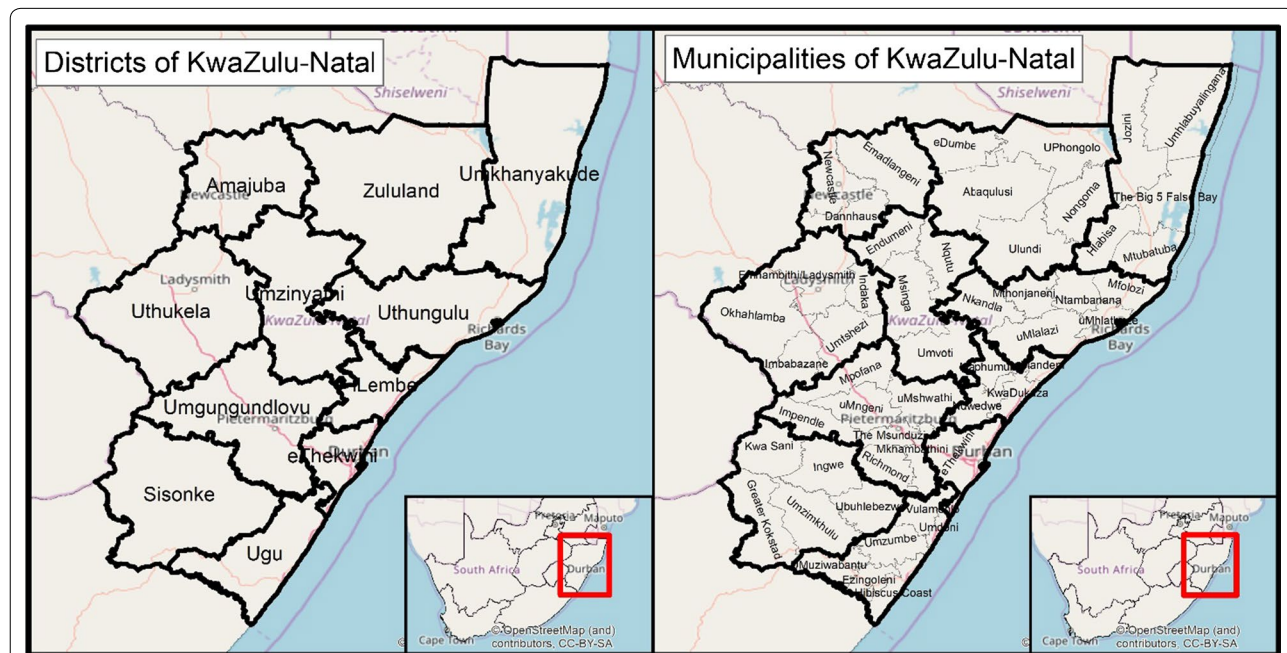 Districts of KwaZulu-Natal
Shiselweni
Amajuba
Newcastle
Zululand
Umkhanyakude
Ladysmith
Umzinyathi
Uthukela
Uthungulu
KwaZulu-Natal
Richards
Bay
iLembe
Umgungundlovu
Pietermaritzburg
eThekwini
Durban
Sisonke
Ugu
Pretoria
Maputo
South Africa
Durban
Cape Town
© OpenStreetMap (and)
contributors, CC-BY-SA
Municipalities of KwaZulu-Natal
Shiselweni
Jozini
Umhlabuyalingana
eDumbe
UPhongolo
Emadlangeni
Newcastle
Newcastle
Abaqulusi
Nongoma
The Big 5 False Bay
Dannhauser
Endumeni
Nqutu
Ulundi
Hlabisa
Mtubatuba
Emnambithi/Ladysmith
Ladysmith
Indaka
Msinga
Mthonjaneni
Mfolozi
Nkandla
Ntambanana
Okhahlamba
KwaZulu-Natal
uMhlathuze
Richards
Bay
uMlalazi
Umtshezi
Imbabazane
Umvoti
Mpofana
KwaDukuza
uMshwathi
Ndwedwe
uMngeni
Impendle
Pietermaritzburg
The Msunduzi
Mkhambathini
eThekwini
Durban
Kwa Sani
Ingwe
Richmond
Greater Kokstad
Umzimkhulu
Ubuhlebezwe
Vulamehlo
Umdoni
Umzumbe
UMuziwabantu
Ezingoleni
Hibiscus Coast
Pretoria
Maputo
South Africa
Durban
Cape Town
© OpenStreetMap (and)
contributors, CC-BY-SA